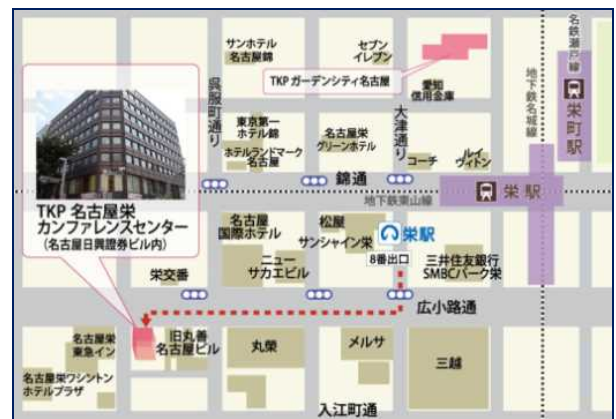 サンホテル
名古屋錦
セブン
イレブン
TKP ガーデンシティ名古屋
愛知
信用金庫
呉服町通り
大津通り
地下鉄名城線
名鉄瀬戸線
栄町駅
東京第一
ホテル錦
ホテルランドマーク
名古屋
名古屋栄
グリーンホテル
コーチ
ルイ
ヴィトン
錦通
地下鉄東山線
栄駅
TKP 名古屋栄
カンファレンスセンター
(名古屋日興證券ビル内)
名古屋
国際ホテル
松屋
サンシャイン栄
栄駅
8番出口
ニュー
サカエビル
三井住友銀行
SMBCパーク栄
栄交番
広小路通
名古屋栄
東急イン
旧丸善
名古屋ビル
丸栄
メルサ
三越
名古屋栄ワシントン
ホテルプラザ
入江町通